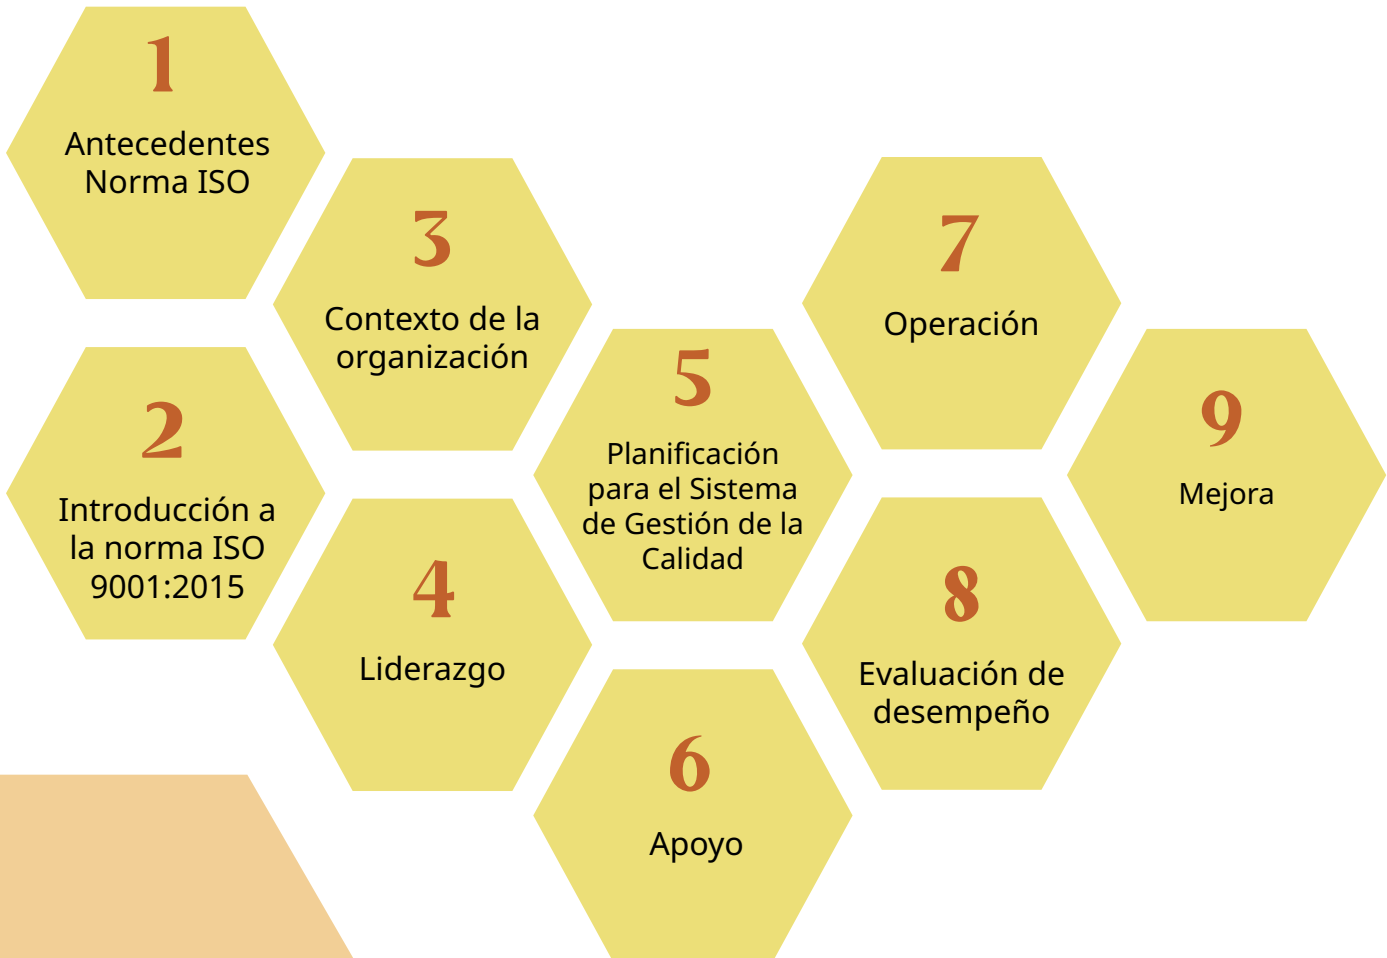 1
Antecedentes
Norma ISO
2
Introducción a
la norma ISO
9001:2015
3
Contexto de la
organización
4
Liderazgo
5
Planificación
para el Sistema
de Gestión de la
Calidad
6
Apoyo
7
Operación
8
Evaluación de
desempeño
9
Mejora